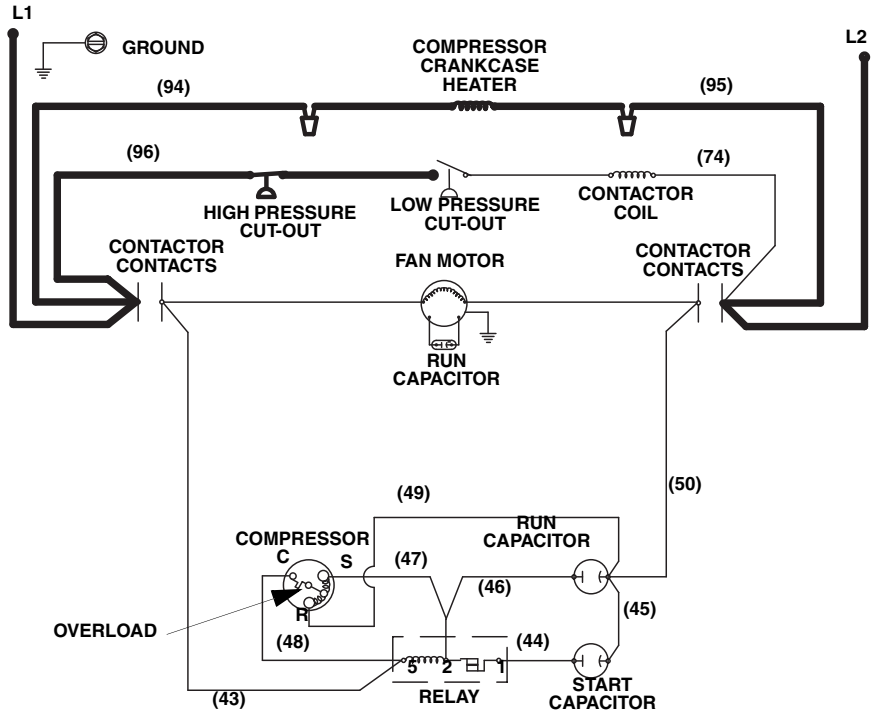 L1
GROUND
COMPRESSOR
CRANKCASE
HEATER
L2
(94)
(95)
(96)
(74)
HIGH PRESSURE
CUT-OUT
LOW PRESSURE
CUT-OUT
CONTACTOR
COIL
CONTACTOR
CONTACTS
FAN MOTOR
CONTACTOR
CONTACTS
RUN
CAPACITOR
(49)
(50)
RUN
CAPACITOR
COMPRESSOR
C
S
(47)
(46)
R
(45)
OVERLOAD
(48)
(44)
5
2
1
(43)
RELAY
START
CAPACITOR